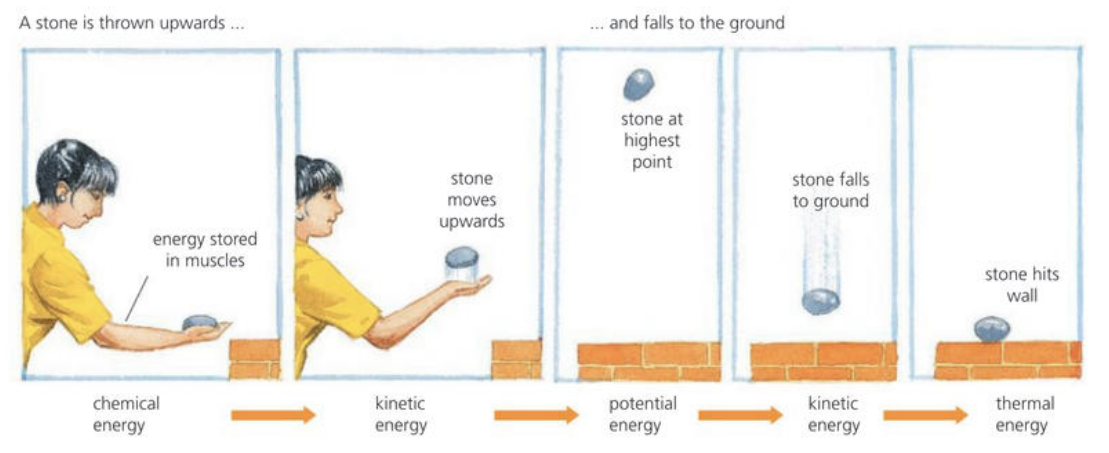 A stone is thrown upwards ...
... and falls to the ground
energy stored
in muscles
stone
moves
upwards
stone at
highest
point
stone falls
to ground
stone hits
wall
chemical
energy
kinetic
energy
potential
energy
kinetic
energy
thermal
energy